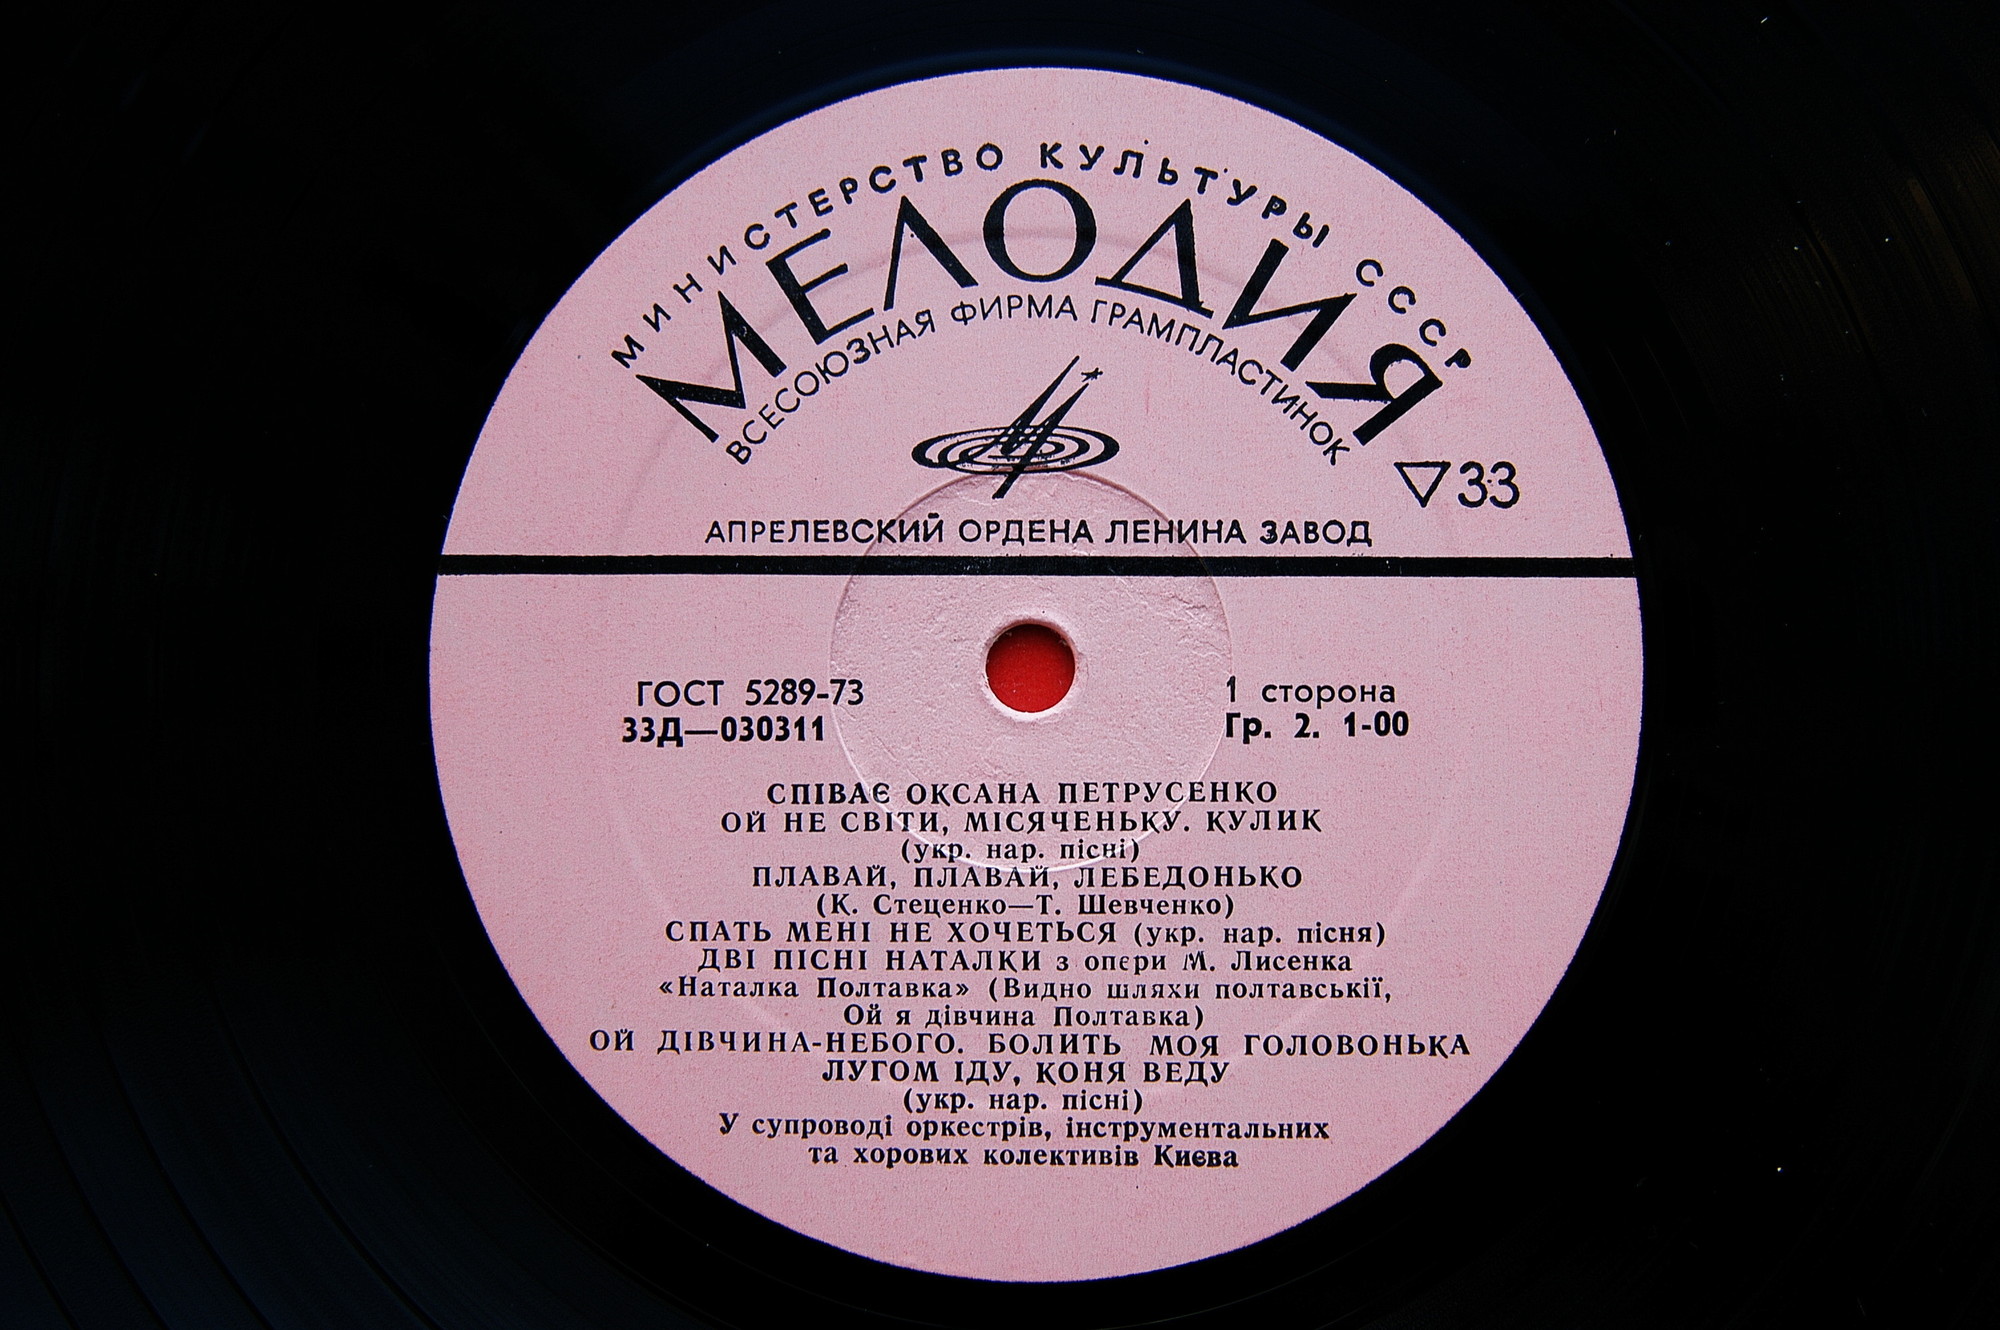 МИНИСТЕРСТВО КУЛЬТУРЫ СССР
МЕЛОДИЯ
ВСЕСОЮЗНАЯ ФИРМА ГРАМПЛАСТИНОК
33
АПРЕЛЕВСКИЙ ОРДЕНА ЛЕНИНА ЗАВОД
ГОСТ 5289-73
33Д—030311
1 сторона
Гр. 2. 1-00
СПІВАЄ ОКСАНА ПЕТРУСЕНКО
ОЙ НЕ СВІТИ, МІСЯЧЕНЬКУ. КУЛИК
(укр. нар. пісні)
ПЛАВАЙ, ПЛАВАЙ, ЛЕБЕДОНЬКО
(К. Стеценко—Т. Шевченко)
СПАТЬ МЕНІ НЕ ХОЧЕТЬСЯ (укр. нар. пісня)
ДВІ ПІСНІ НАТАЛКИ з опери М. Лисенка
«Наталка Полтавка» (Видно шляхи полтавськії,
Ой я дівчина Полтавка)
ОЙ ДІВЧИНА-НЕБОГО. БОЛИТЬ МОЯ ГОЛОВОНЬКА
ЛУГОМ ІДУ, КОНЯ ВЕДУ
(укр. нар. пісні)
У супроводі оркестрів, інструментальних
та хорових колективів Києва